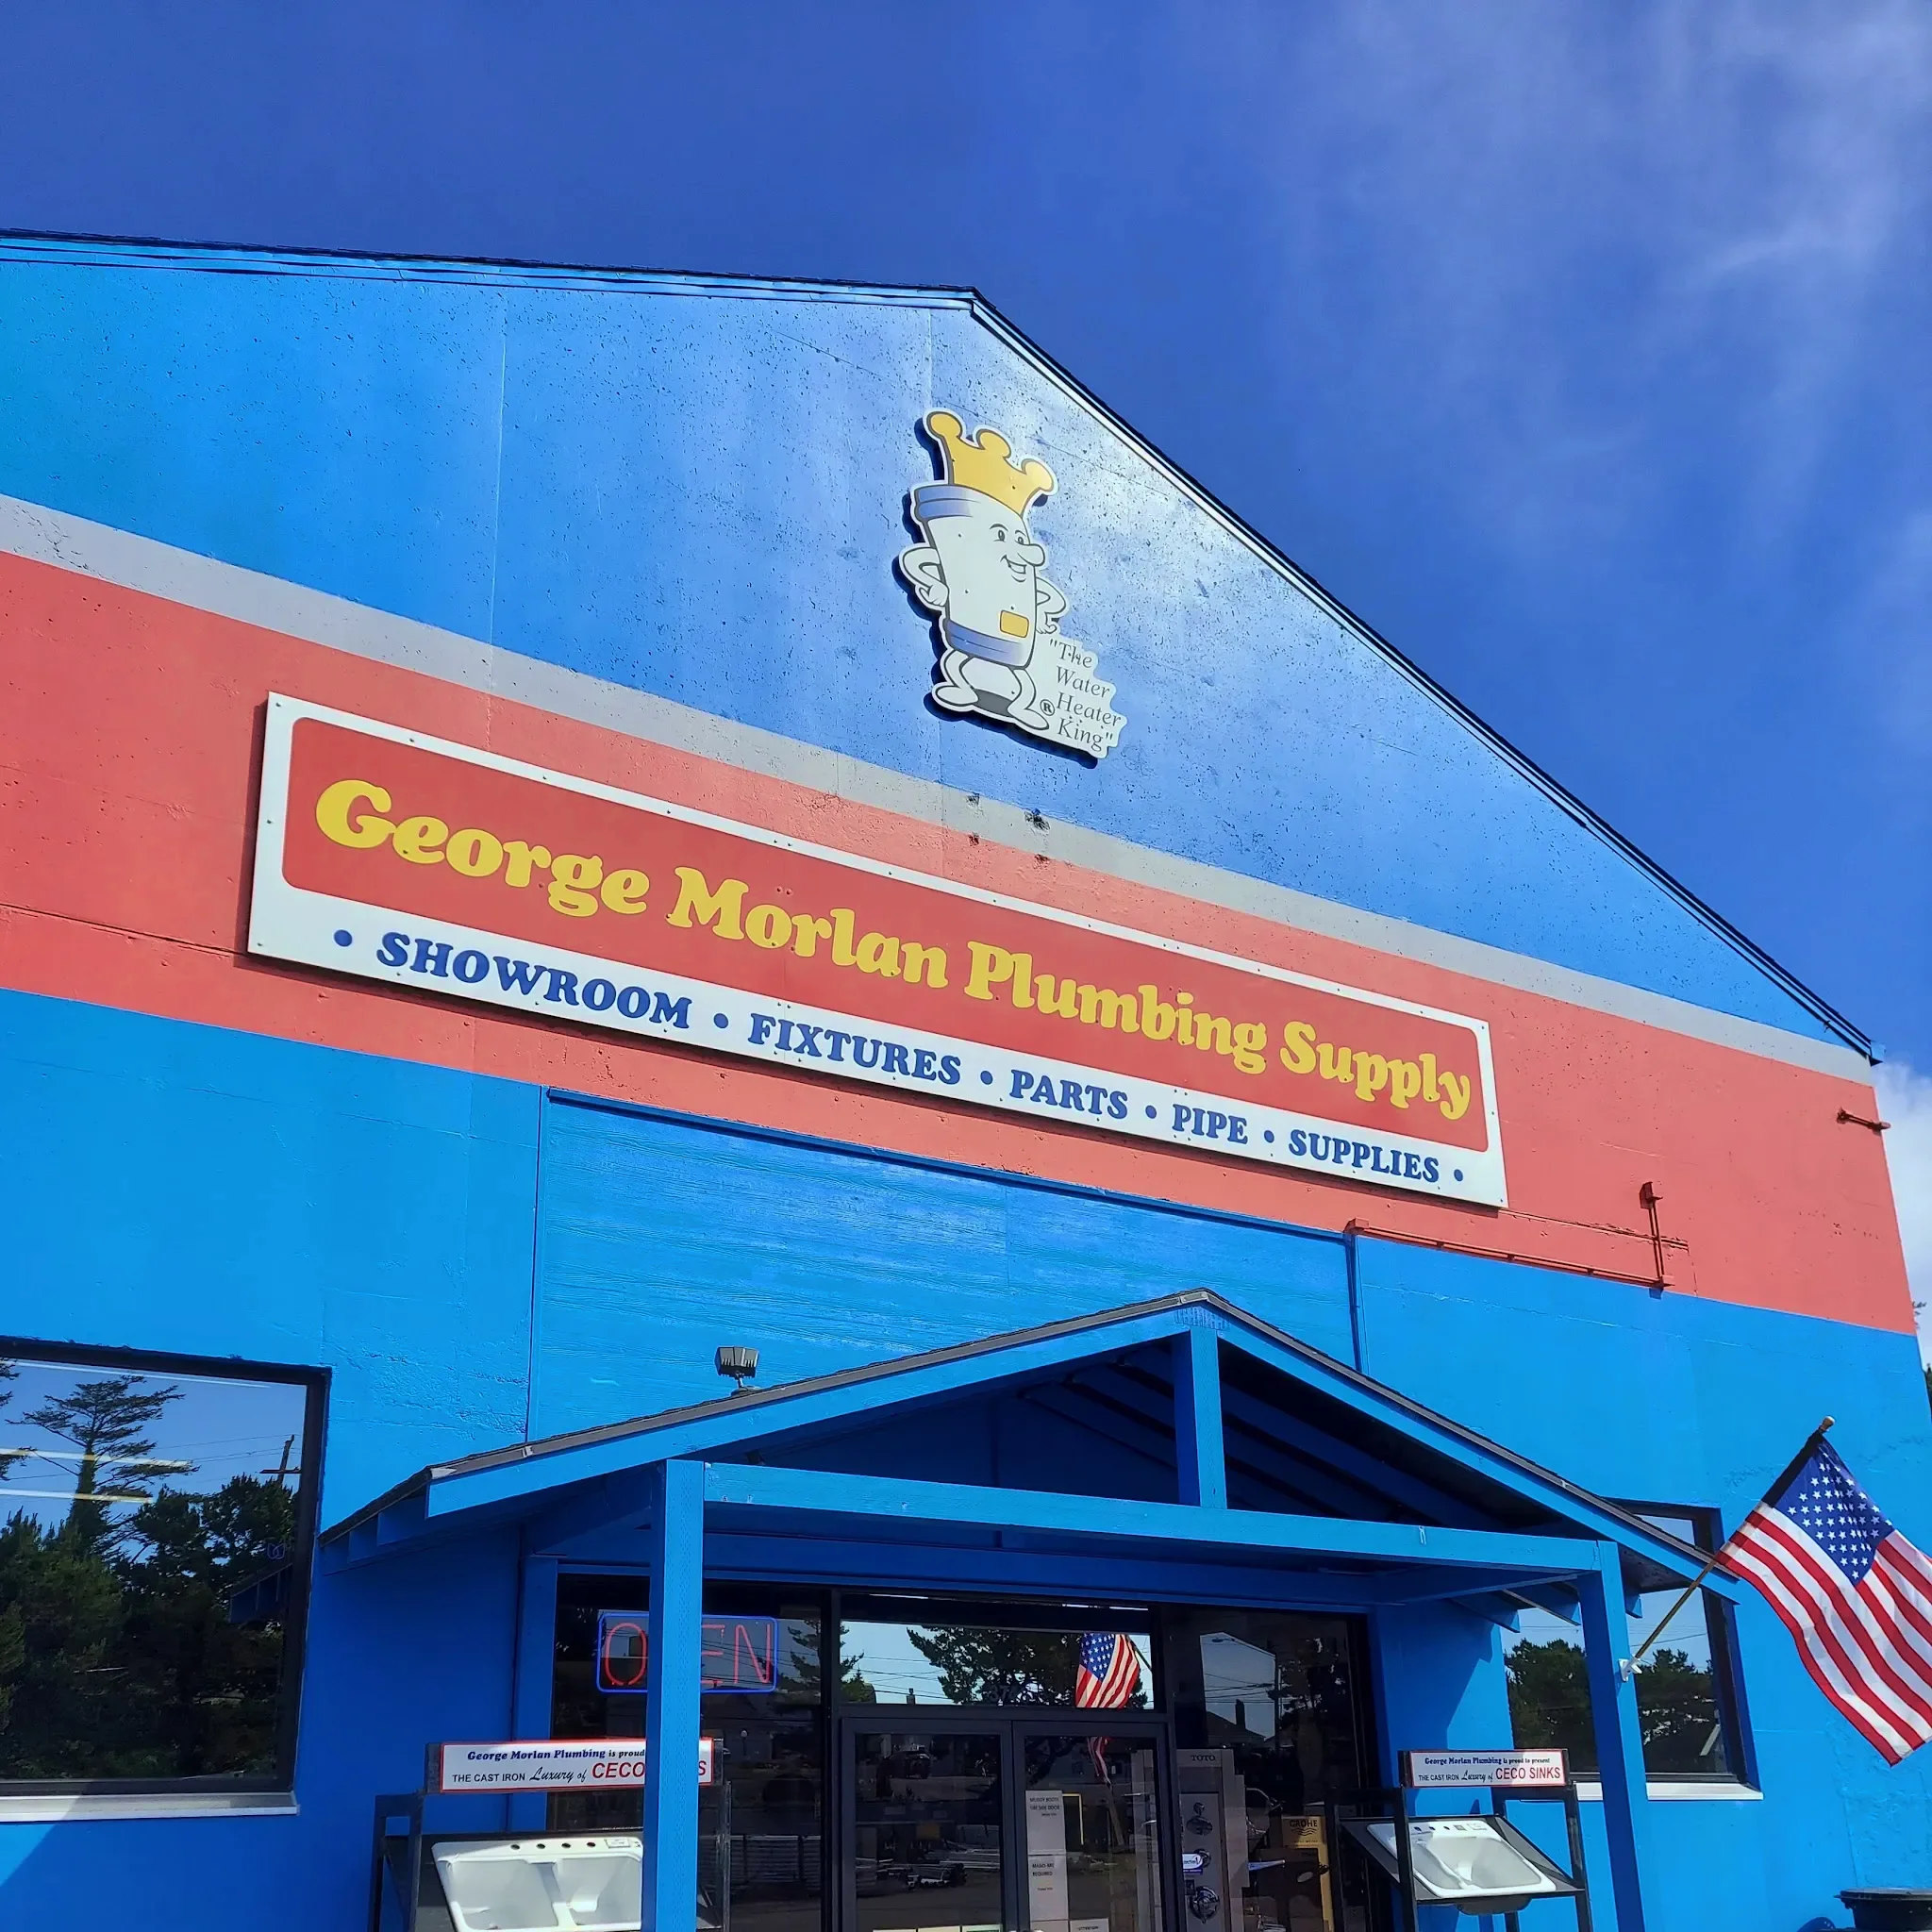 "The
Water
Heater
King"
®
George Morlan Plumbing Supply
• SHOWROOM • FIXTURES • PARTS • PIPE • SUPPLIES •
George Morlan Plumbing is proud
THE CAST IRON Luxury of CECO
George Morlan Plumbing is proud to present
THE CAST IRON Luxury of CECO SINKS
TOTO
GROHE